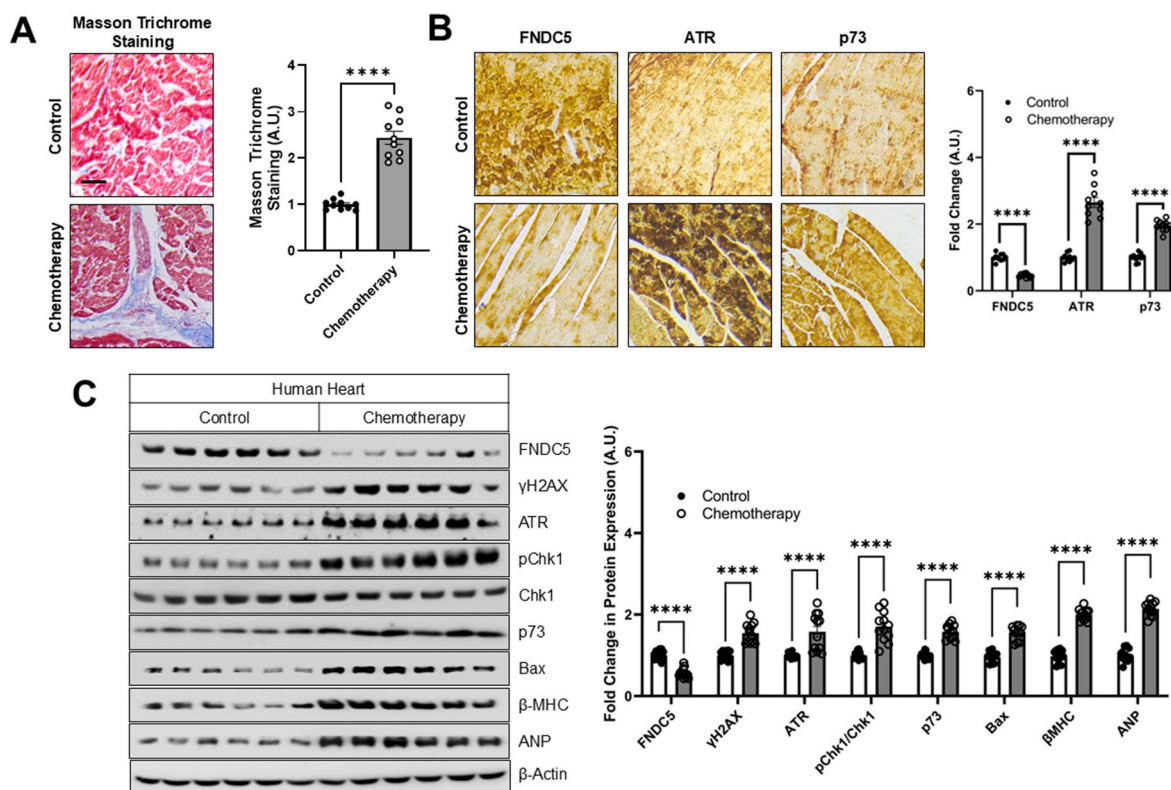 A
Masson Trichrome
Staining
Control
Chemotherapy
Masson Trichrome
Staining (A.U.)
4
3
2
1
0
****
Control
Chemotherapy
B
FNDC5
ATR
p73
Control
Chemotherapy
Fold Change (A.U.)
6
4
2
0
Control
Chemotherapy
****
****
****
FNDC5
ATR
p73
C
Human Heart
Control
Chemotherapy
FNDC5
γH2AX
ATR
pChk1
Chk1
p73
Bax
β-MHC
ANP
β-Actin
Fold Change in Protein Expression (A.U.)
6
4
2
0
Control
Chemotherapy
****
****
****
****
****
****
****
****
FNDC5
γH2AX
ATR
pChk1/Chk1
p73
Bax
βMHC
ANP